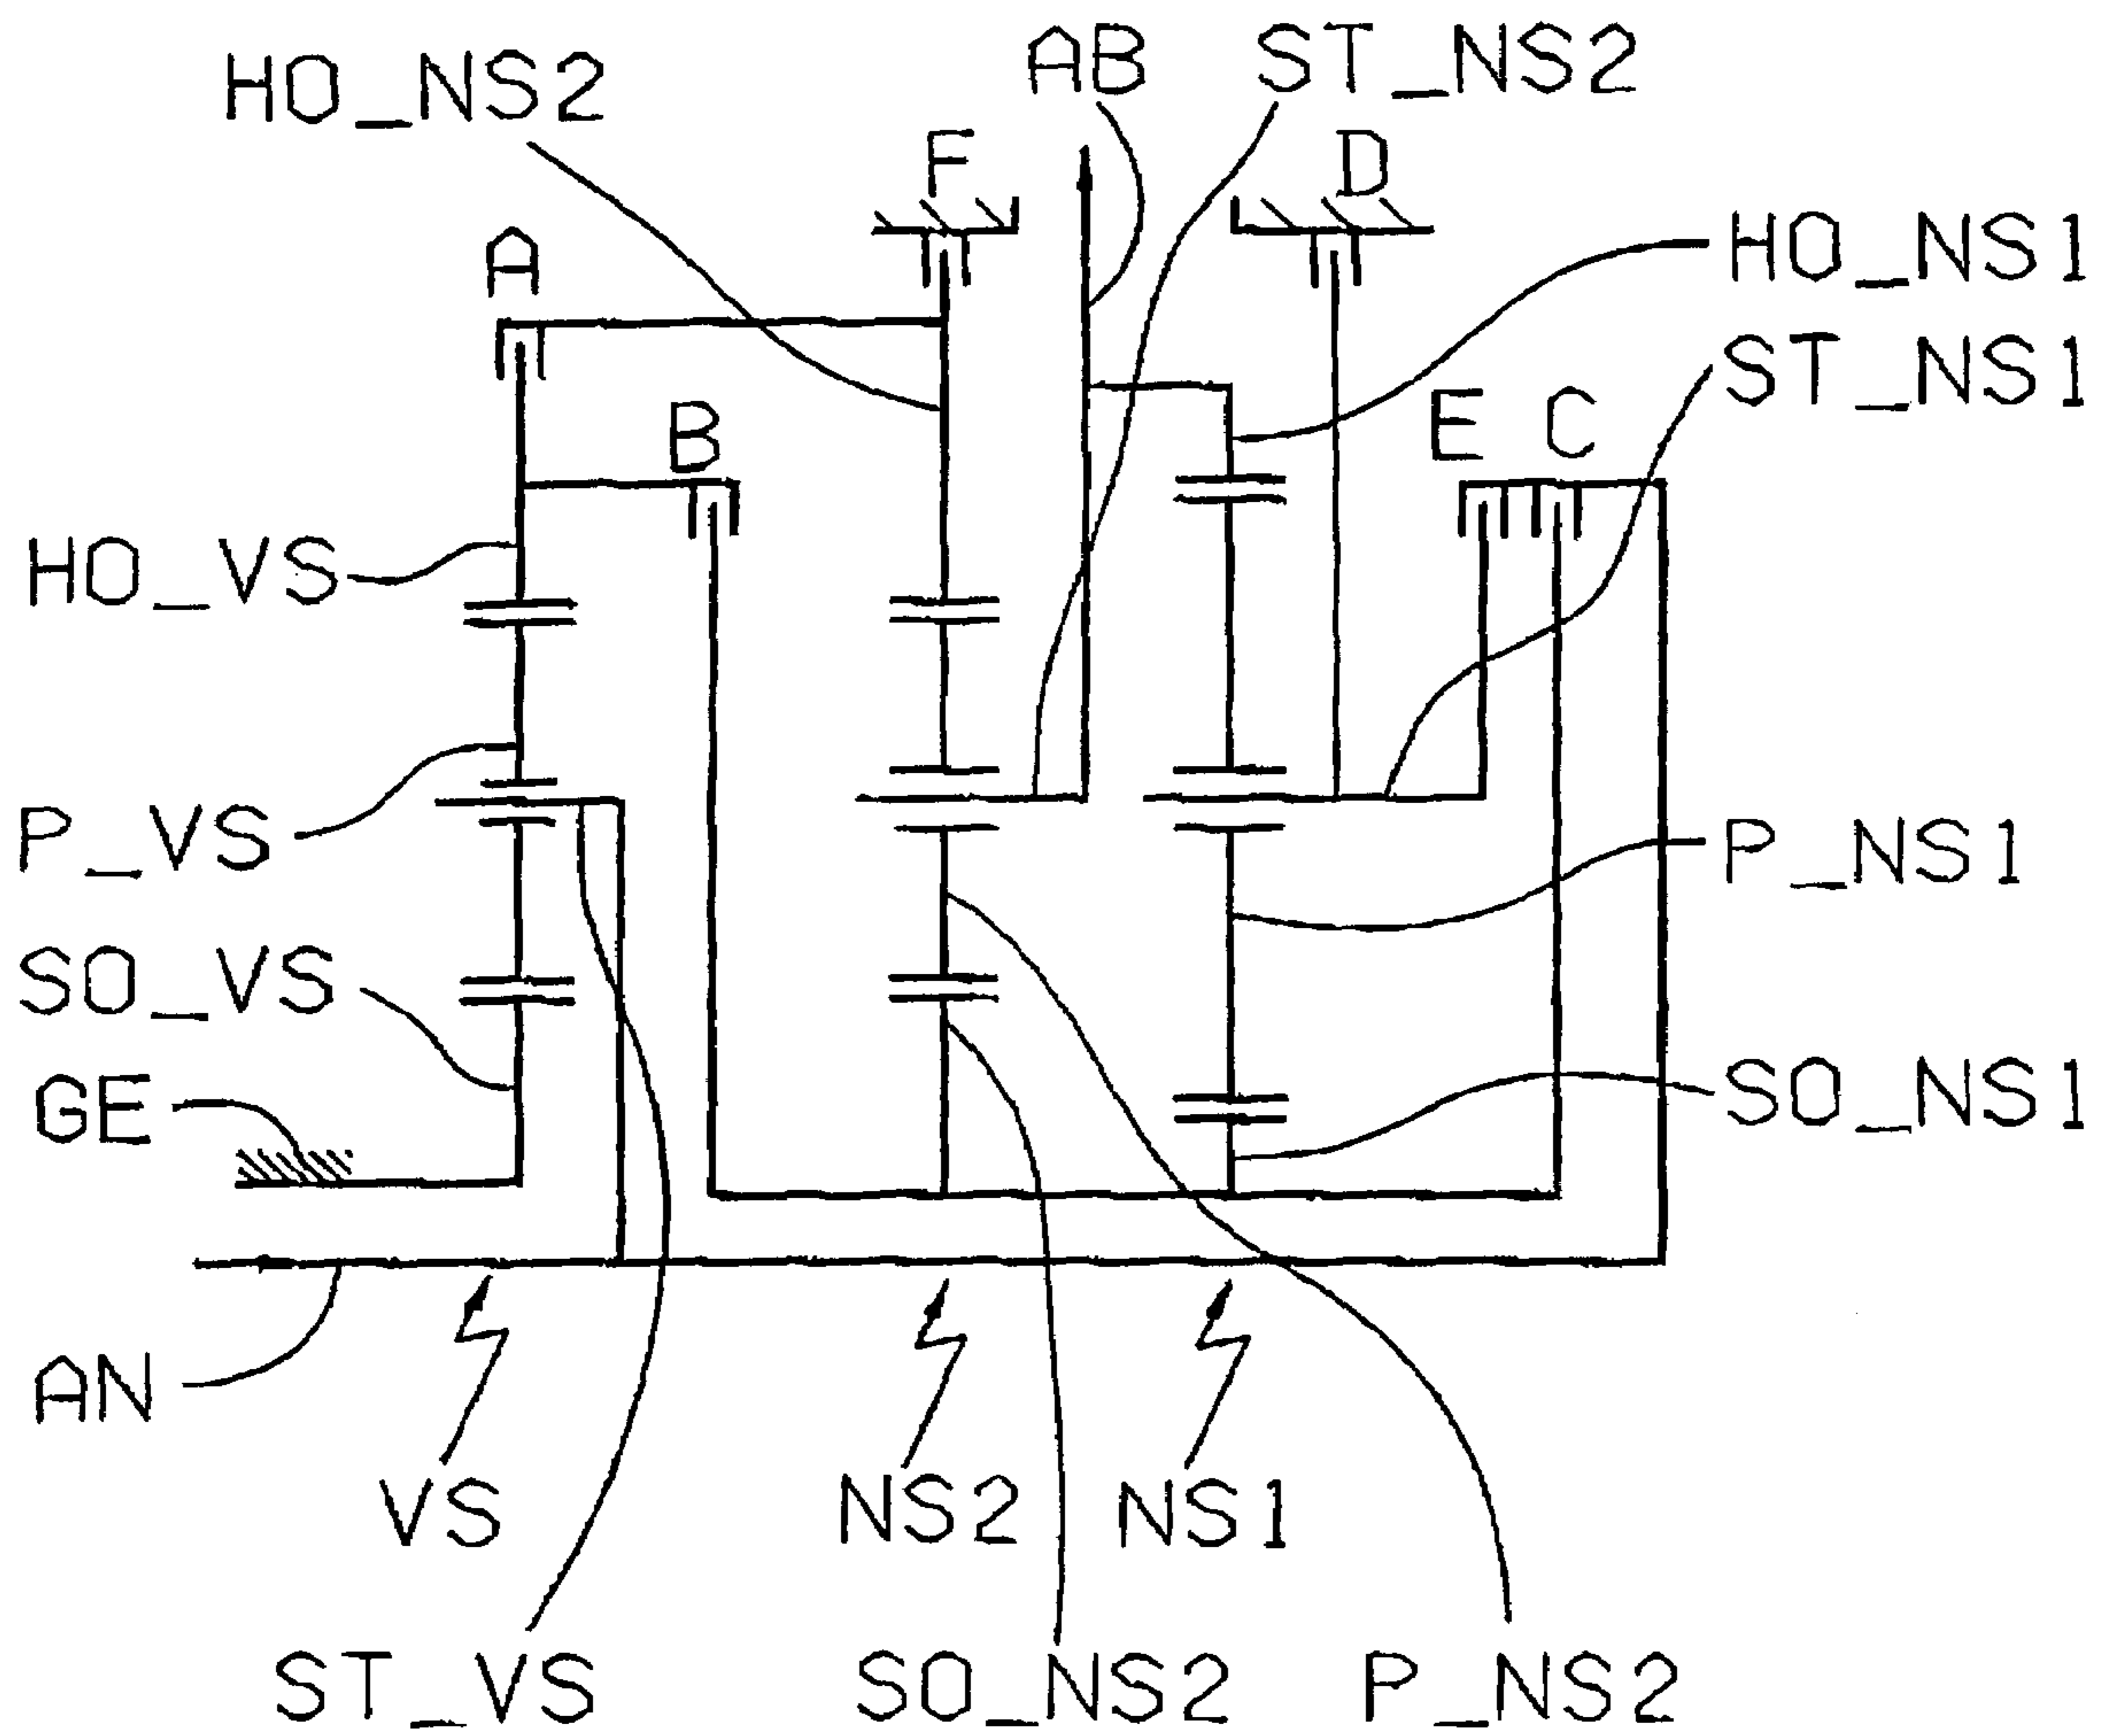 HO_NS2
AB
ST_NS2
F
D
A
HO_NS1
ST_NS1
B
E
C
HO_VS
P_VS
P_NS1
SO_VS
GE
SO_NS1
AN
VS
NS2
NS1
ST_VS
SO_NS2
P_NS2